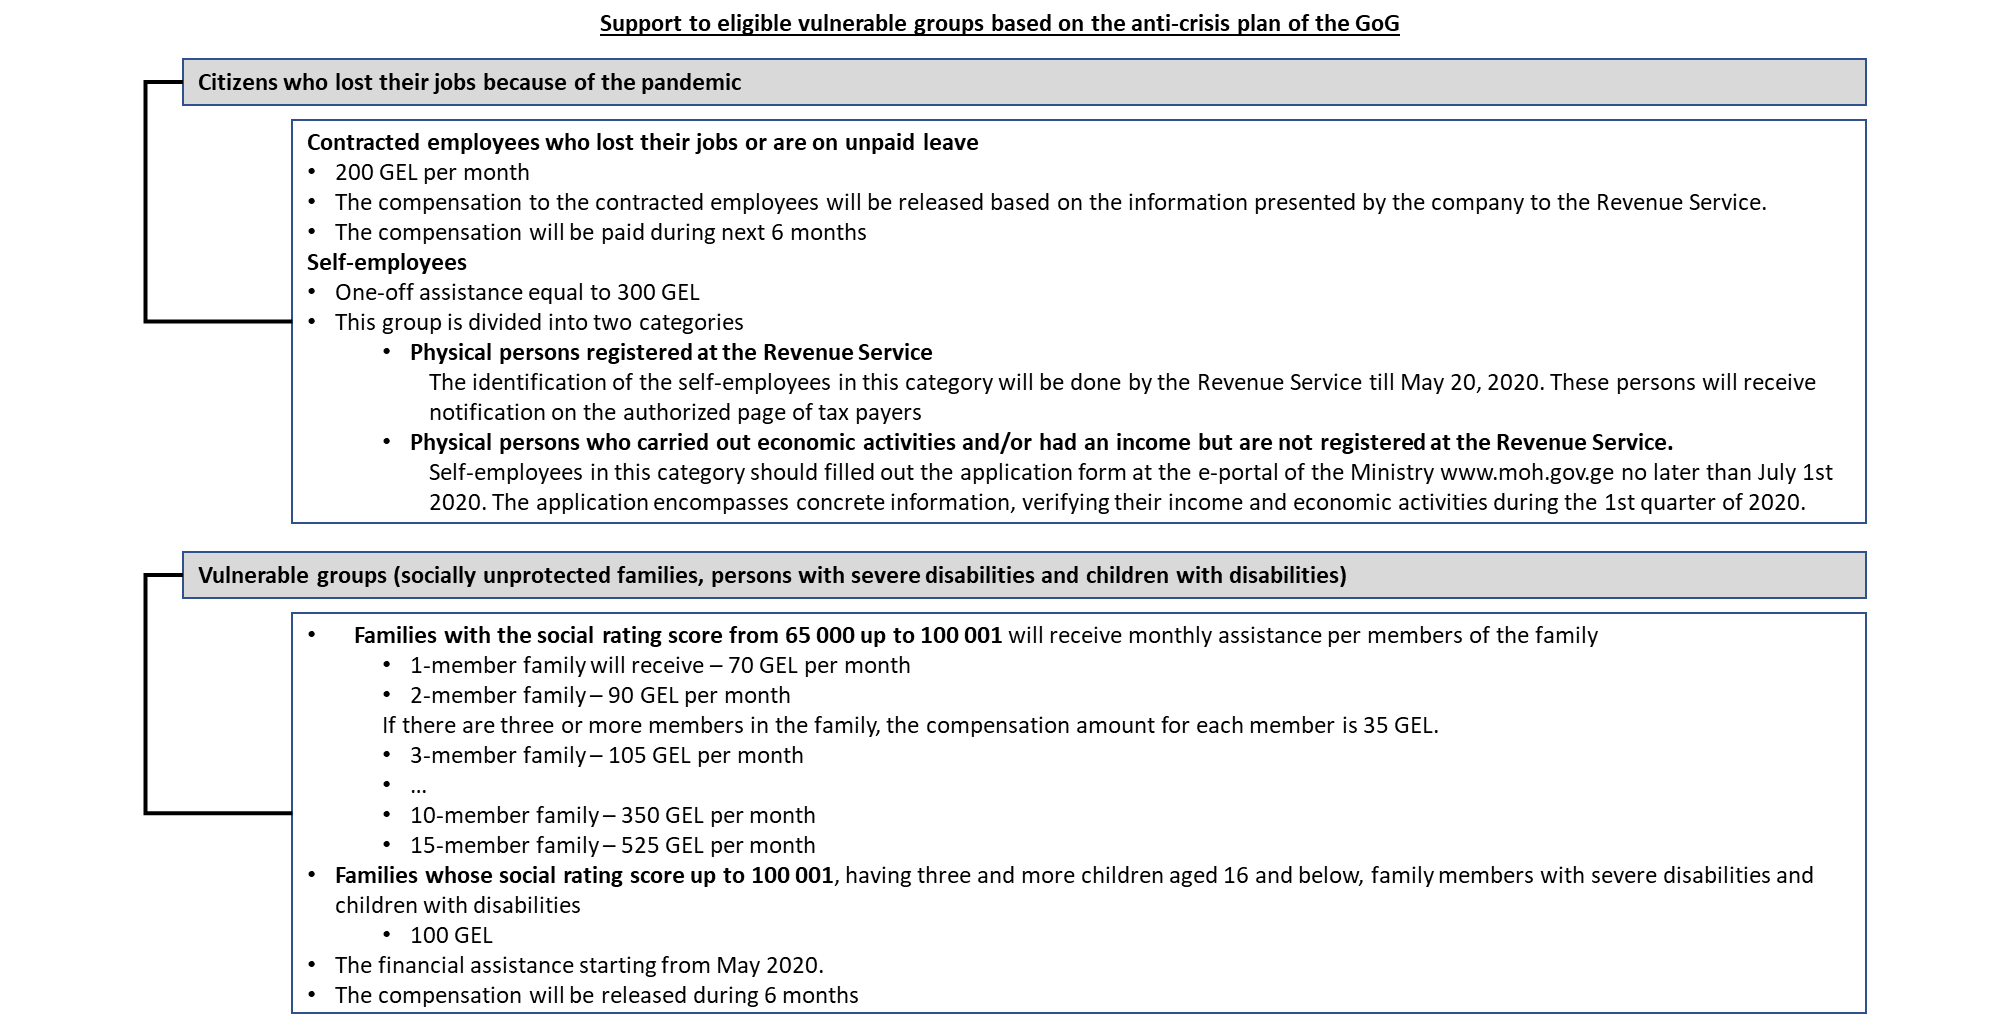 Support to eligible vulnerable groups based on the anti-crisis plan of the GoG
Citizens who lost their jobs because of the pandemic
Contracted employees who lost their jobs or are on unpaid leave
• 200 GEL per month
• The compensation to the contracted employees will be released based on the information presented by the company to the Revenue Service.
• The compensation will be paid during next 6 months
Self-employees
• One-off assistance equal to 300 GEL
• This group is divided into two categories
• Physical persons registered at the Revenue Service
The identification of the self-employees in this category will be done by the Revenue Service till May 20, 2020. These persons will receive
notification on the authorized page of tax payers
• Physical persons who carried out economic activities and/or had an income but are not registered at the Revenue Service.
Self-employees in this category should filled out the application form at the e-portal of the Ministry www.moh.gov.ge no later than July 1st
2020. The application encompasses concrete information, verifying their income and economic activities during the 1st quarter of 2020.
Vulnerable groups (socially unprotected families, persons with severe disabilities and children with disabilities)
• Families with the social rating score from 65 000 up to 100 001 will receive monthly assistance per members of the family
• 1-member family will receive – 70 GEL per month
• 2-member family – 90 GEL per month
If there are three or more members in the family, the compensation amount for each member is 35 GEL.
• 3-member family – 105 GEL per month
• ...
• 10-member family – 350 GEL per month
• 15-member family – 525 GEL per month
• Families whose social rating score up to 100 001, having three and more children aged 16 and below, family members with severe disabilities and
children with disabilities
• 100 GEL
• The financial assistance starting from May 2020.
• The compensation will be released during 6 months